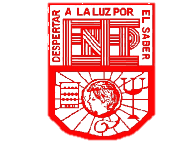 DESPERTAR
A LA LUZ POR
EL SABER
ENP